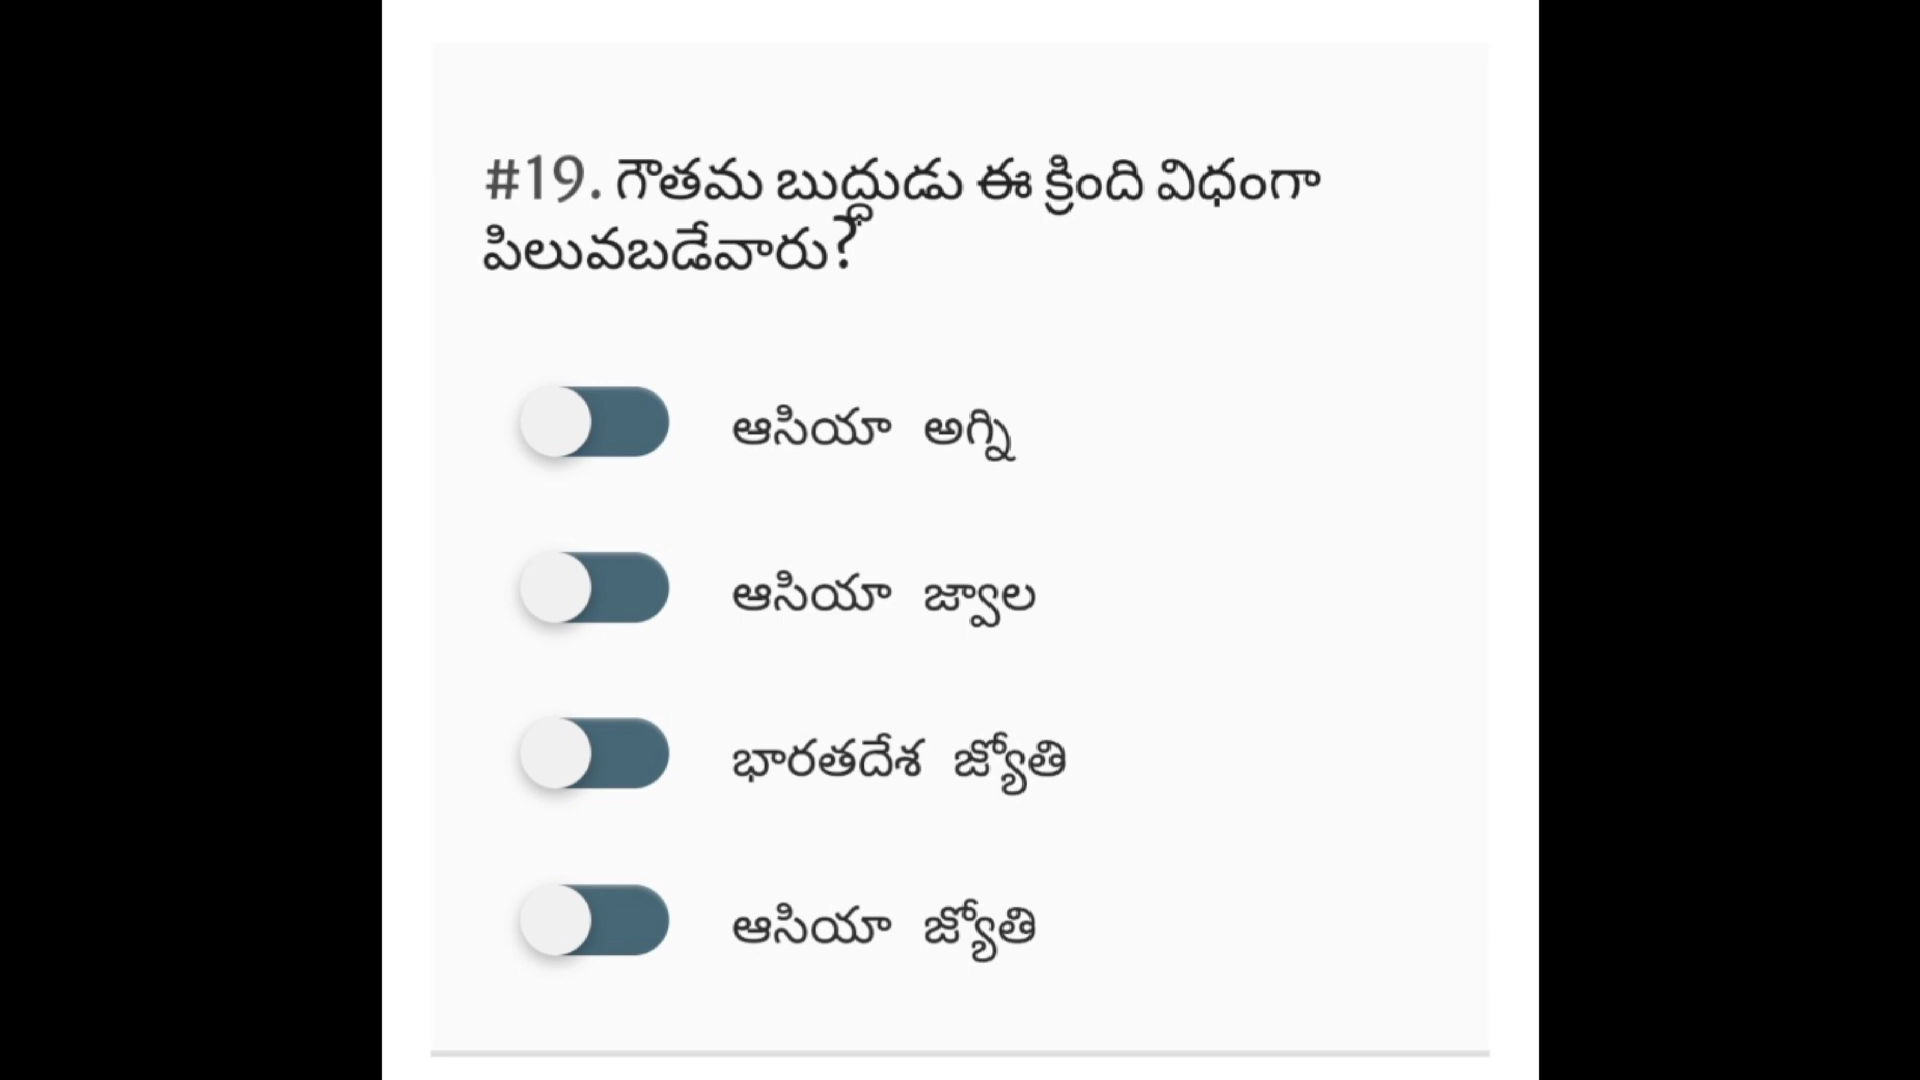 #19. గౌతమ బుద్ధుడు ఈ క్రింది విధంగా
పిలువబడేవారు?
ఆసియా అగ్ని
ఆసియా జ్వాల
భారతదేశ జ్యోతి
ఆసియా జ్యోతి